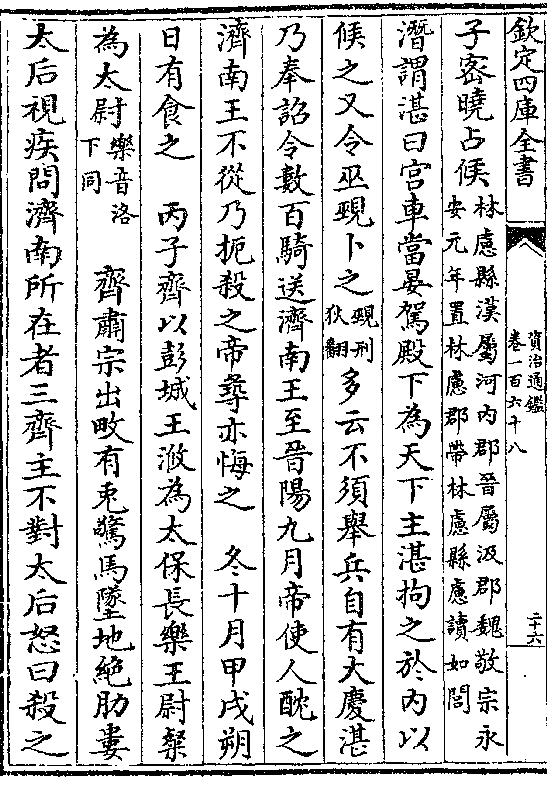 欽定四庫全書
資治通鑑
卷一百六十八
二十六
子密曉占候林慮縣漢屬河内郡晉屬汲郡魏敬宗永
安元年置林慮郡帶林慮縣慮讀如閭
潛謂湛曰宫車當晏駕殿下為天下主湛拘之於内以
候之又令巫覡卜之覡刑
狄翻多云不須舉兵自有大慶湛
乃奉詔令數百騎送濟南王至晉陽九月帝使人酖之
濟南王不從乃扼殺之帝尋亦悔之　冬十月甲戌朔
日有食之　丙子齊以彭城王浟為太保長樂王尉粲
為太尉樂音洛
下同　齊肅宗出畋有兎驚馬墜地絶肋婁
太后視疾問濟南所在者三齊主不對太后怒曰殺之